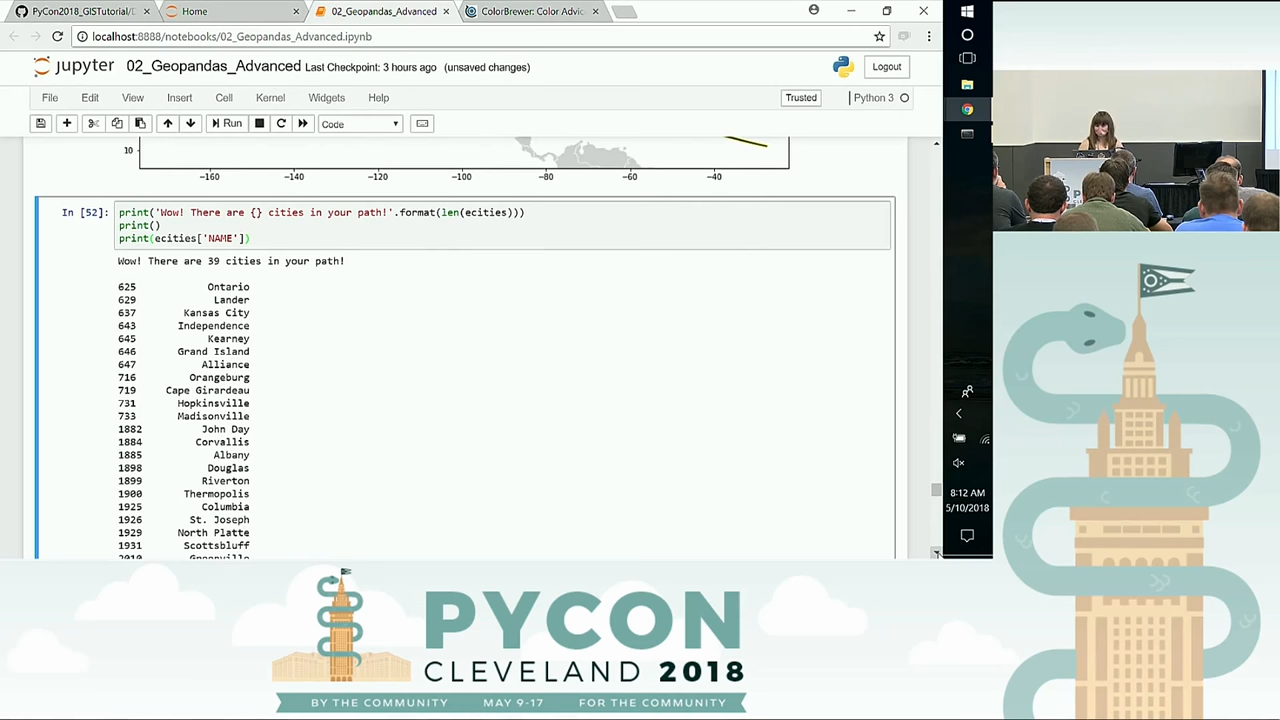 PyCon2018_GISTutorial/D
Home
02_Geopandas_Advanced
ColorBrewer: Color Advic
localhost:8888/notebooks/02_Geopandas_Advanced.ipynb
jupyter 02_Geopandas_Advanced Last Checkpoint: 3 hours ago (unsaved changes)
Logout
File Edit View Insert Cell Kernel Widgets Help
Trusted Python 3
Run Code
10
−160 −140 −120 −100 −80 −60 −40
In [52]: print('Wow! There are {} cities in your path!'.format(len(ecities)))
print()
print(ecities['NAME'])
Wow! There are 39 cities in your path!
625 Ontario
629 Lander
637 Kansas City
643 Independence
645 Kearney
646 Grand Island
647 Alliance
716 Orangeburg
719 Cape Girardeau
731 Hopkinsville
733 Madisonville
1882 John Day
1884 Corvallis
1885 Albany
1898 Douglas
1899 Riverton
1900 Thermopolis
1925 Columbia
1926 St. Joseph
1929 North Platte
1931 Scottsbluff
8:12 AM
5/10/2018
PYCON
CLEVELAND 2018
BY THE COMMUNITY MAY 9-17 FOR THE COMMUNITY